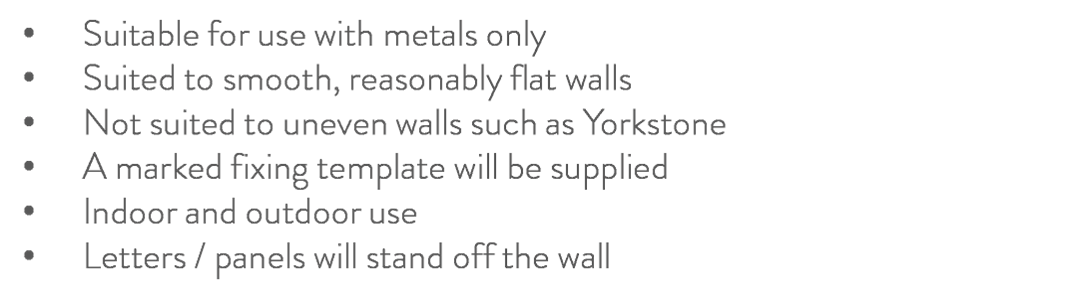 • Suitable for use with metals only
• Suited to smooth, reasonably flat walls
• Not suited to uneven walls such as Yorkstone
• A marked fixing template will be supplied
• Indoor and outdoor use
• Letters / panels will stand off the wall